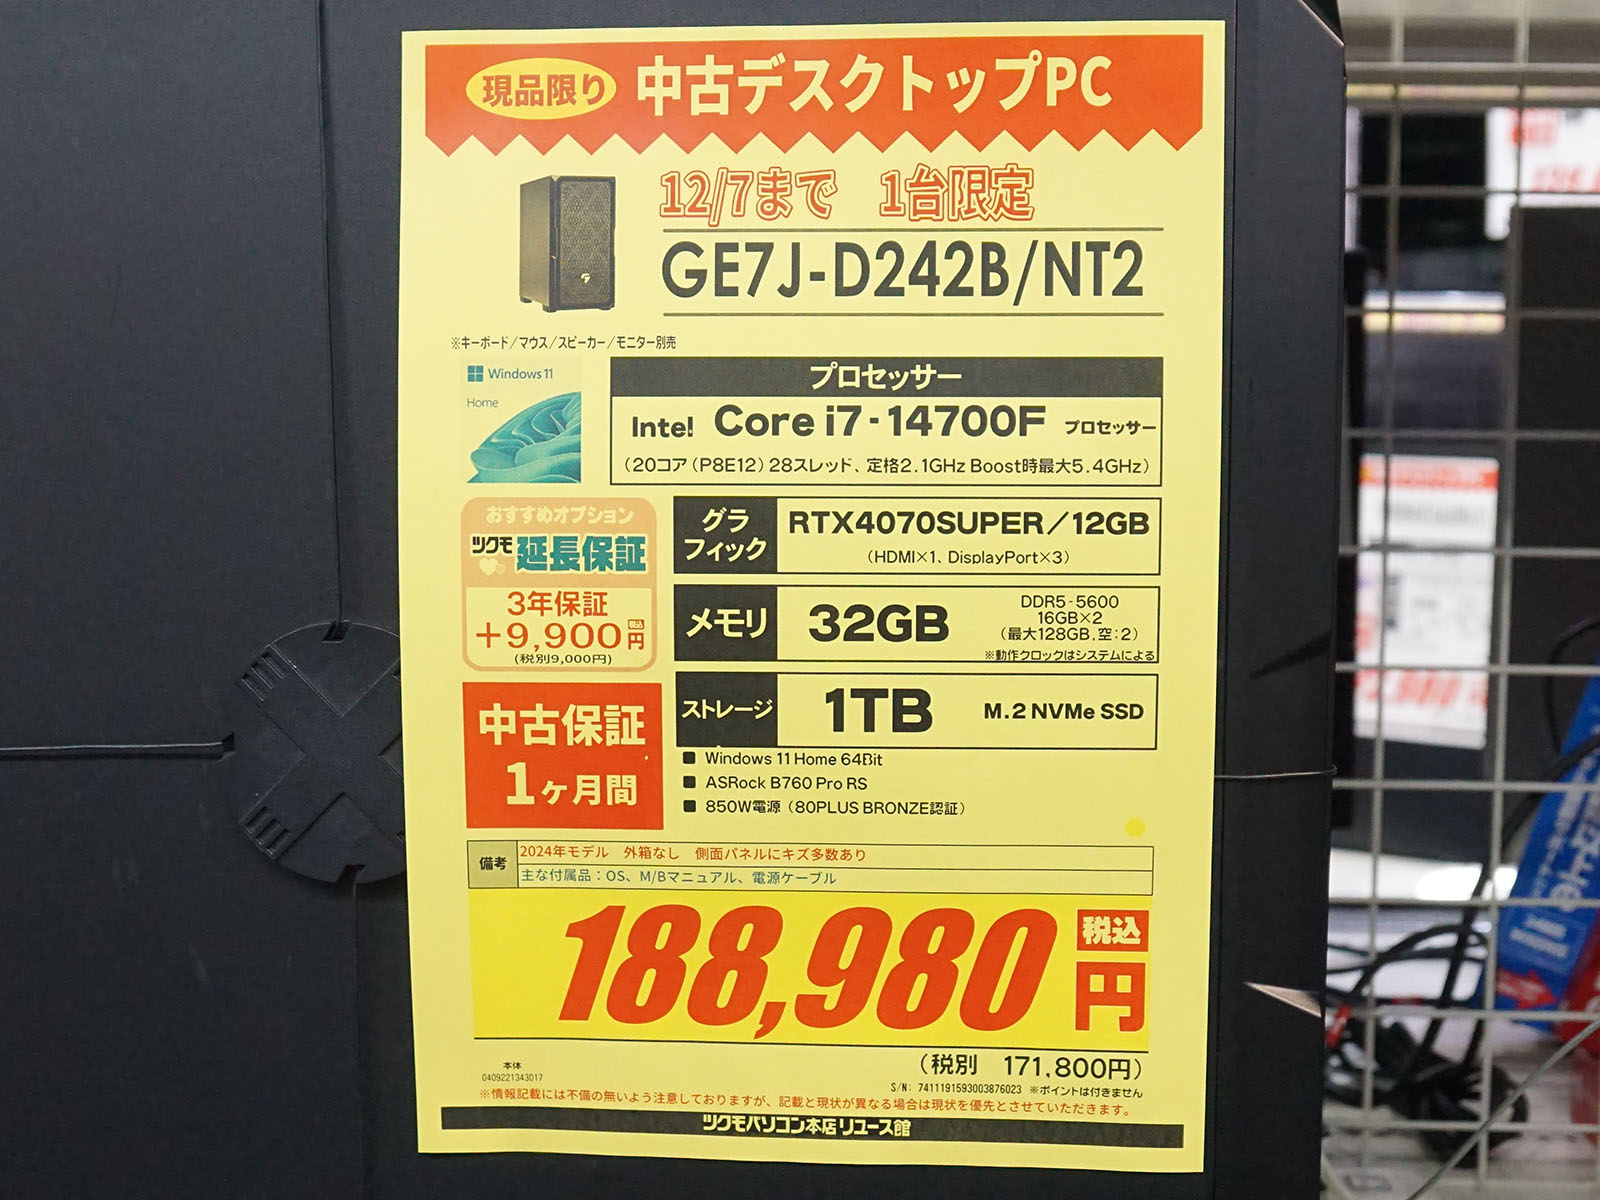 現品限り 中古デスクトップPC
12/7まで 1台限定
GE7J-D242B/NT2
※キーボード/マウス/スピーカー/モニター別売
Windows 11
Home
プロセッサー
Intel Core i7-14700F プロセッサー
(20コア(P8E12)28スレッド、定格2.1GHz Boost時最大5.4GHz)
おすすめオプション
ツクモ延長保証
3年保証
+9,900税込円
(税別9,000円)
グラフィック
RTX4070SUPER/12GB
(HDMI×1、DisplayPort×3)
メモリ
32GB
DDR5-5600
16GB×2
(最大128GB,空:2)
※動作クロックはシステムによる
中古保証
1ヶ月間
ストレージ
1TB M.2 NVMe SSD
■ Windows 11 Home 64Bit
■ ASRock B760 Pro RS
■ 850W電源(80PLUS BRONZE認証)
備考
2024年モデル 外箱なし 側面パネルにキズ多数あり
主な付属品:OS、M/Bマニュアル、電源ケーブル
188,980税込円
(税別 171,800円)
本体
0409221343017
S/N: 7411191593003876023 ※ポイントは付きません
※情報記載には不備の無いよう注意しておりますが、記載と現状が異なる場合は現状を優先とさせていただきます。
ツクモパソコン本店リユース館